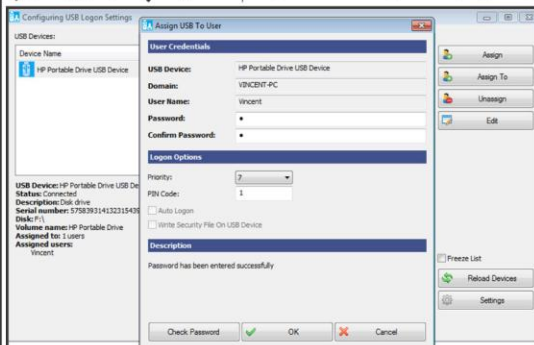 Configuring USB Logon Settings
Assign USB To User
USB Devices:
Device Name
HP Portable Drive USB Device
USB Device: HP Portable Drive USB De
Status: Connected
Description: Disk drive
Serial number: 575839314132315439
Disk: F:\
Volume name: HP Portable Drive
Assigned to: 1 users
Assigned users:
Vincent
User Credentials
USB Device: HP Portable Drive USB Device
Domain: VINCENT-PC
User Name: Vincent
Password: •
Confirm Password: •
Logon Options
Priority: 7
PIN Code: 1
Auto Logon
Write Security File On USB Device
Description
Password has been entered successfully
Check Password OK Cancel
Assign
Assign To
Unassign
Edit
Freeze List
Reload Devices
Settings